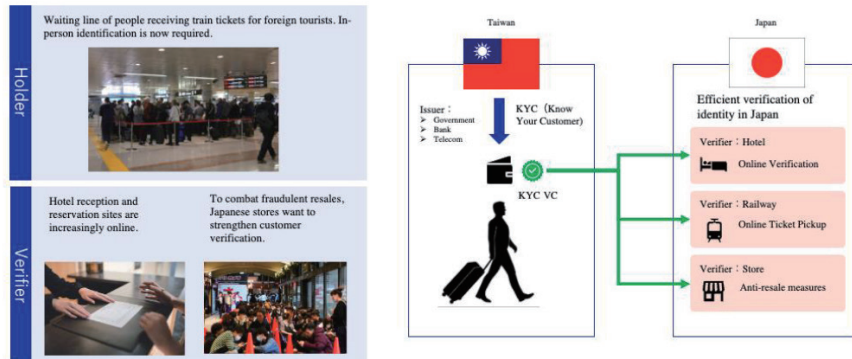 Holder
Waiting line of people receiving train tickets for foreign tourists. In-
person identification is now required.
Verifier
Hotel reception and
reservation sites are
increasingly online.
To combat fraudulent resales,
Japanese stores want to
strengthen customer
verification.
Taiwan
Issuer：
➢ Government
➢ Bank
➢ Telecom
KYC（Know
Your Customer)
KYC VC
Japan
Efficient verification of
identity in Japan
Verifier：Hotel
Online Verification
Verifier：Railway
Online Ticket Pickup
Verifier：Store
Anti-resale measures